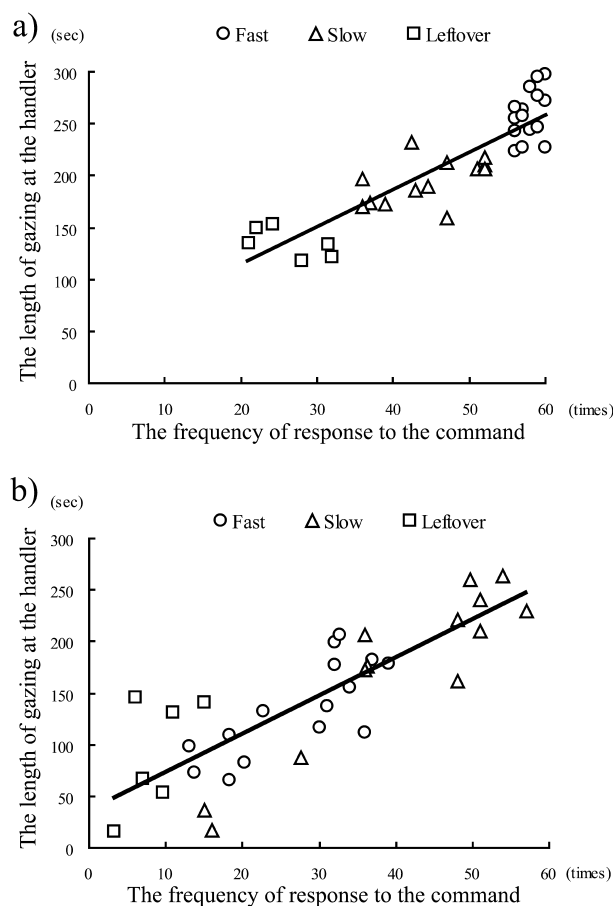 a) (sec)
Fast Slow Leftover
The length of gazing at the handler
300
250
200
150
100
50
0
0 10 20 30 40 50 60 (times)
The frequency of response to the command
b) (sec)
Fast Slow Leftover
The length of gazing at the handler
300
250
200
150
100
50
0
0 10 20 30 40 50 60 (times)
The frequency of response to the command